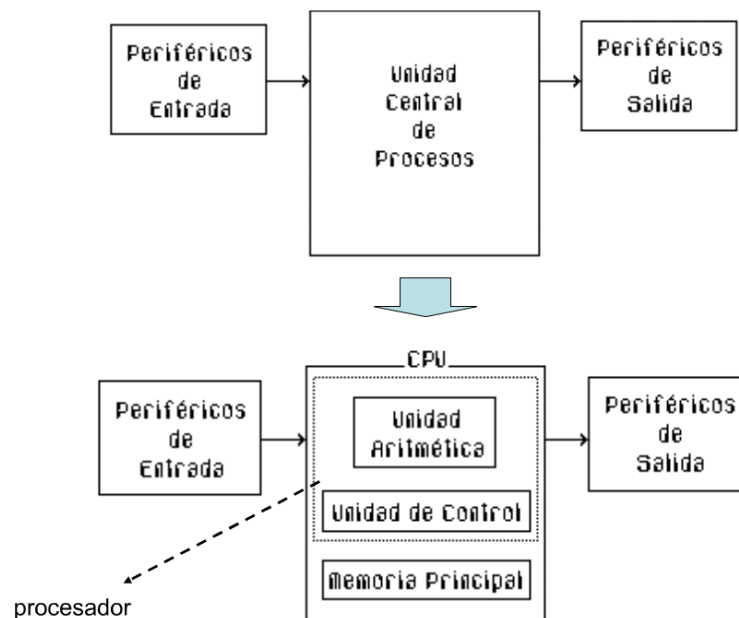 Periféricos
de
Entrada
Unidad
Central
de
Procesos
Periféricos
de
Salida
CPU
Periféricos
de
Entrada
Unidad
Aritmética
Unidad de Control
Memoria Principal
Periféricos
de
Salida
procesador